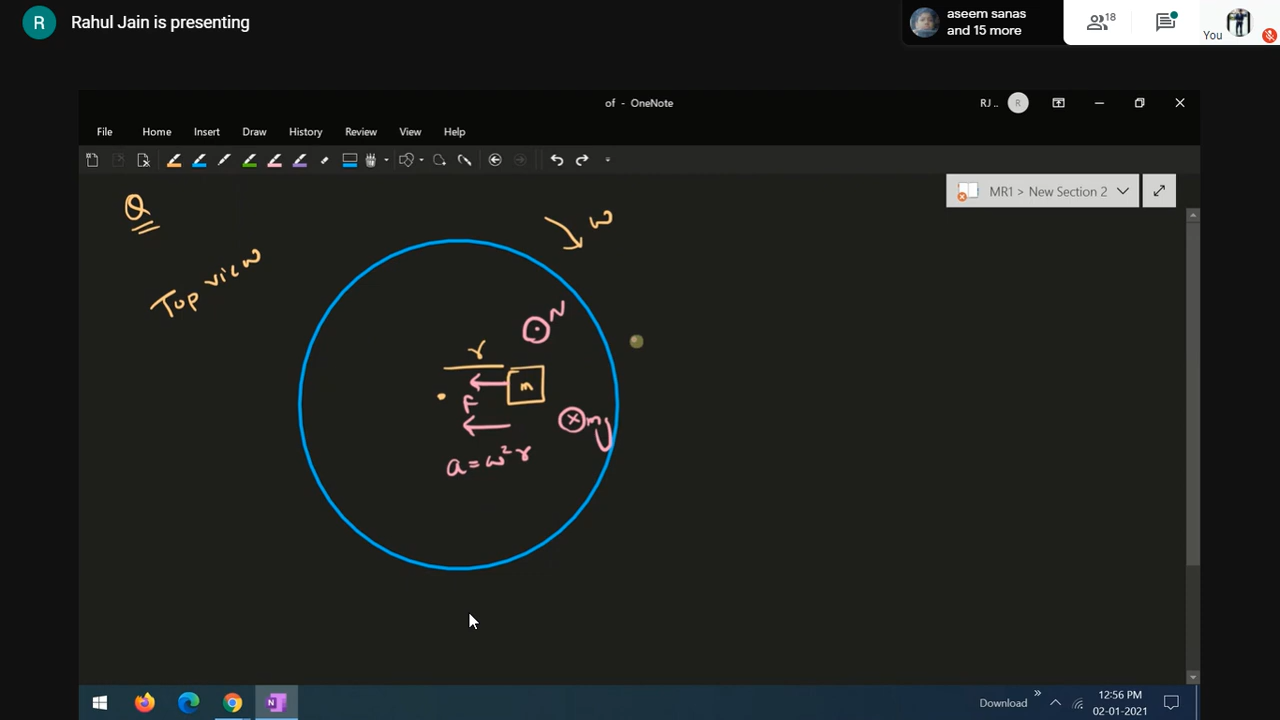 R
Rahul Jain is presenting
aseem sanas
and 15 more
18
You
of - OneNote
RJ ..
R
File Home Insert Draw History Review View Help
MR1 > New Section 2
Q
Top view
ω
N
r
m
F
mg
a = ω²r
Download
»
12:56 PM
02-01-2021
N